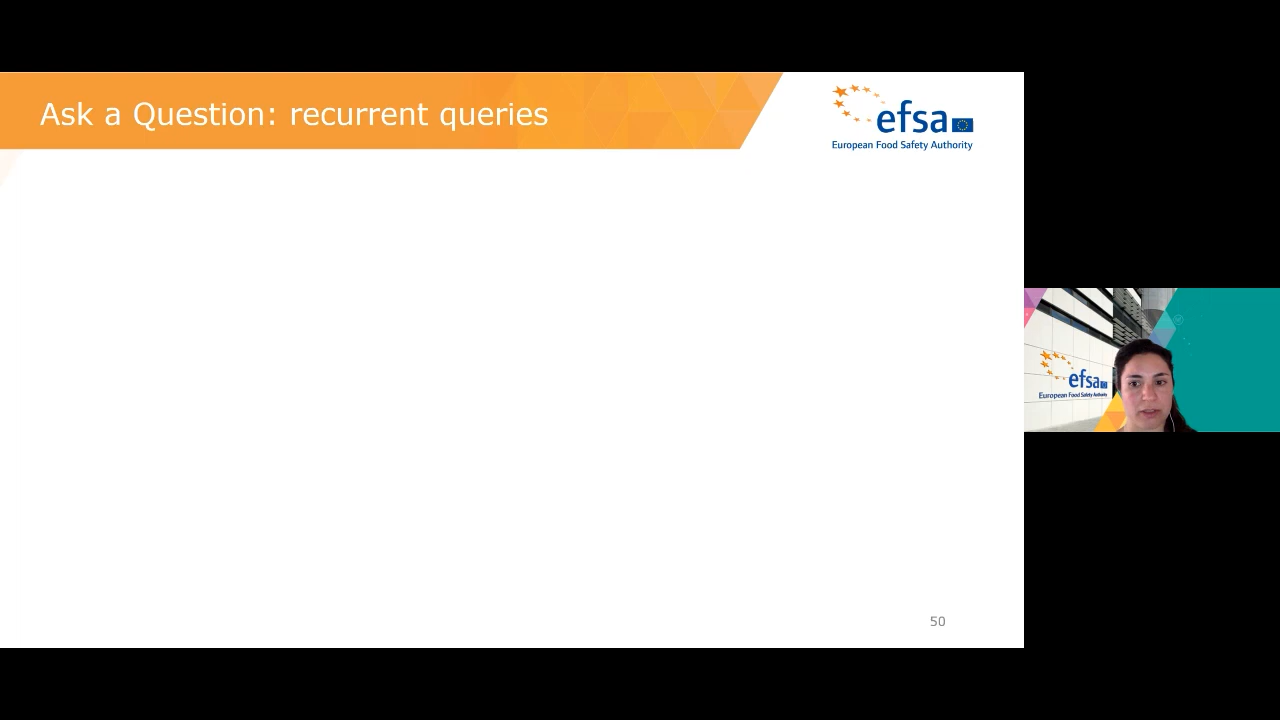 Ask a Question: recurrent queries
efsa
European Food Safety Authority
efsa
European Food Safety Authority
50